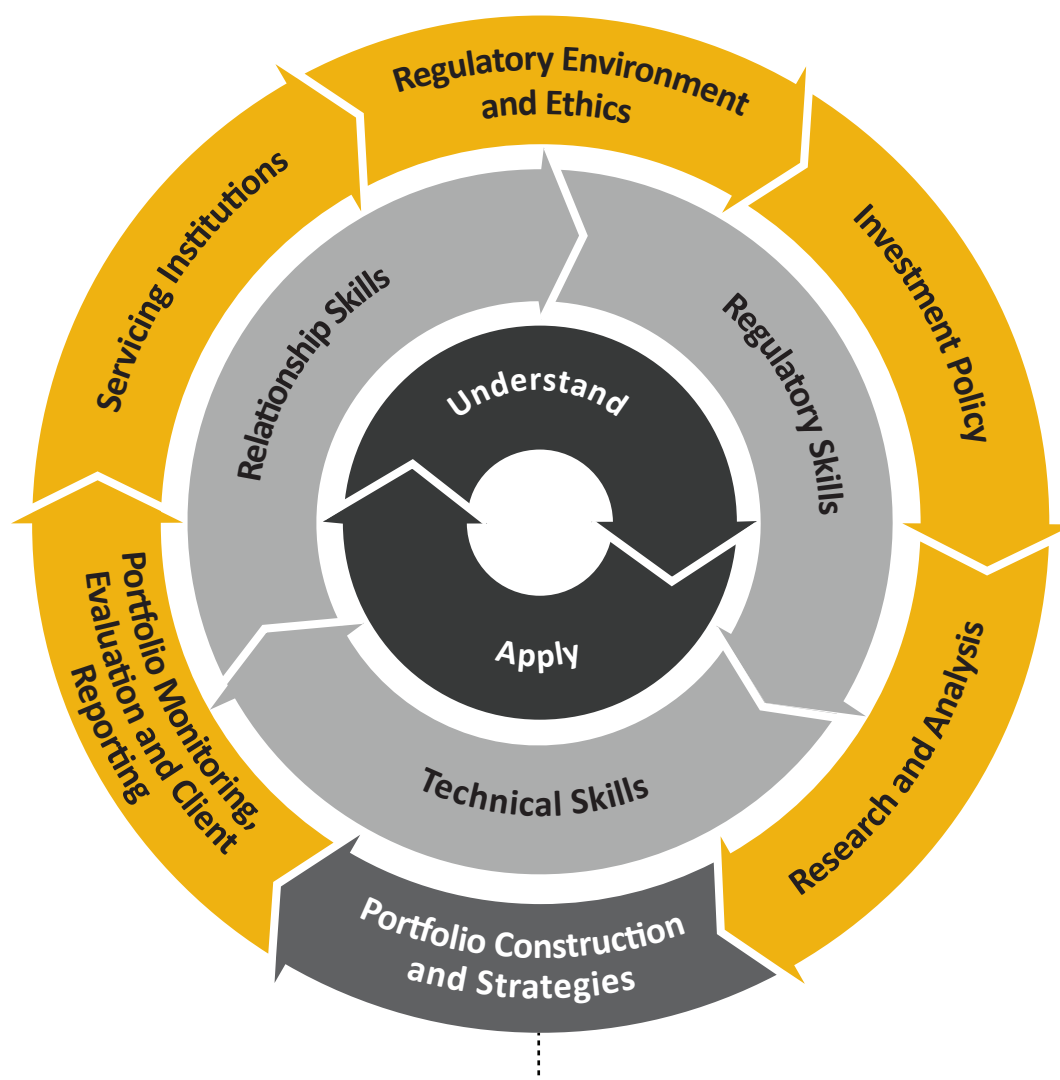 Regulatory Environment
and Ethics
Investment Policy
Research and Analysis
Portfolio Construction
and Strategies
Portfolio Monitoring,
Evaluation and Client
Reporting
Servicing Institutions
Relationship Skills
Regulatory Skills
Technical Skills
Understand
Apply